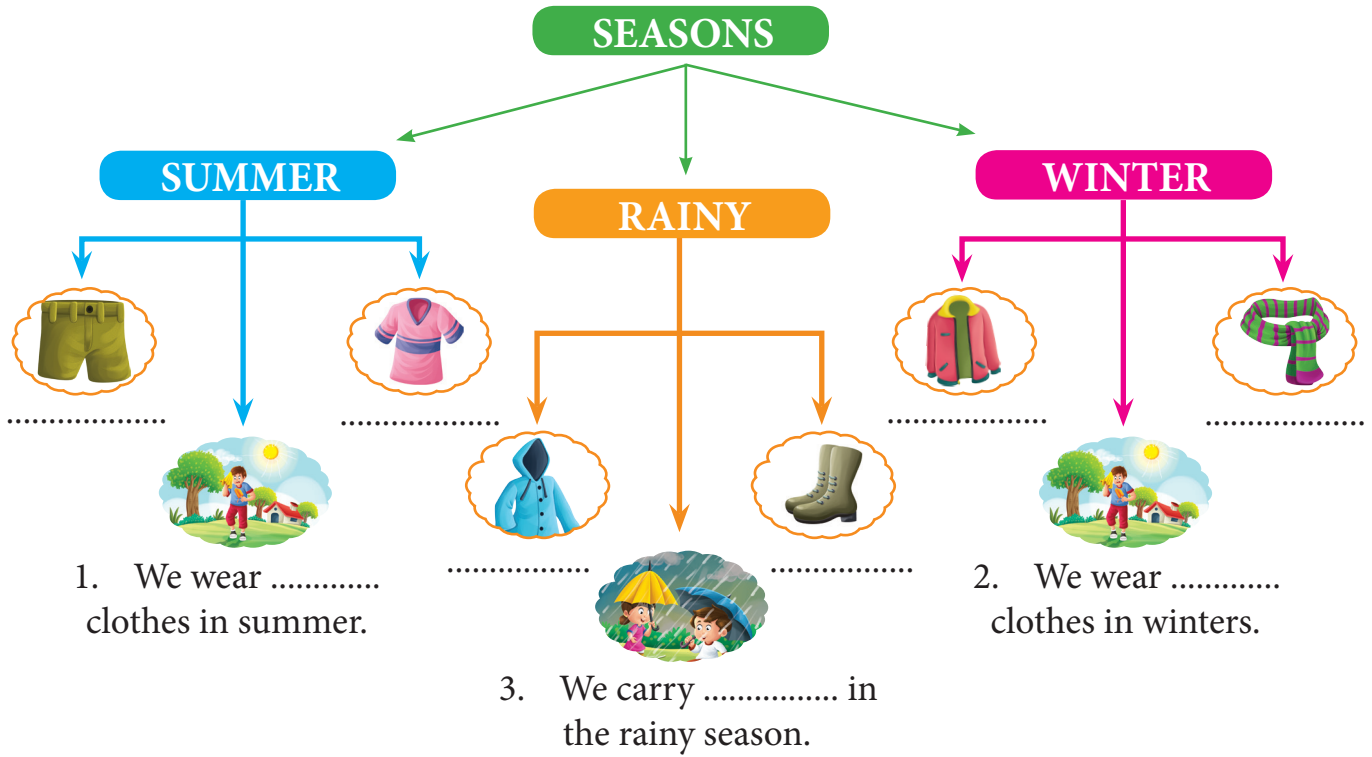 SEASONS
SUMMER
RAINY
WINTER
...................
...................
...................
...................
.................
.................
1. We wear .............
clothes in summer.
2. We wear .............
clothes in winters.
3. We carry ................ in
the rainy season.